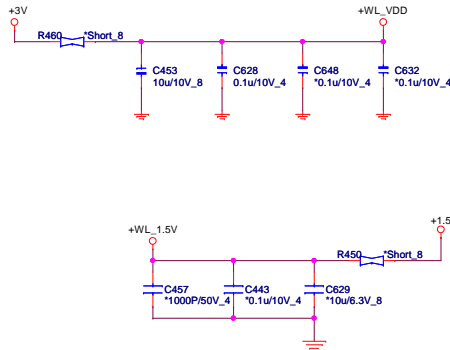 +3V
+WL_VDD
R460
*Short_8
C453
10u/10V_8
C628
0.1u/10V_4
C648
*0.1u/10V_4
C632
*0.1u/10V_4
+WL_1.5V
+1.5
R450
*Short_8
C457
*1000P/50V_4
C443
*0.1u/10V_4
C629
*10u/6.3V_8